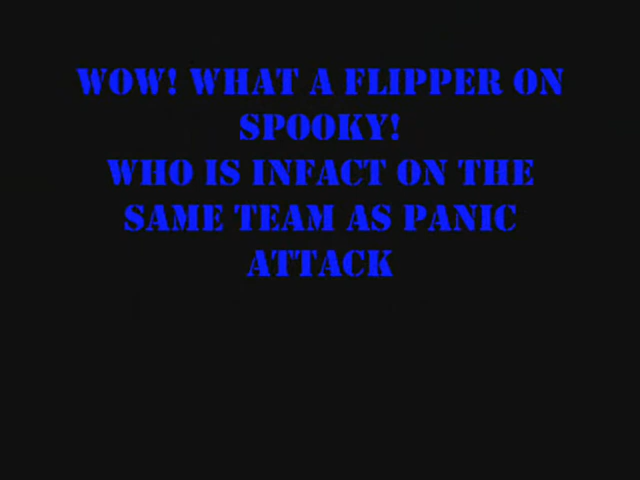 WOW! WHAT A FLIPPER ON
SPOOKY!
WHO IS INFACT ON THE
SAME TEAM AS PANIC
ATTACK